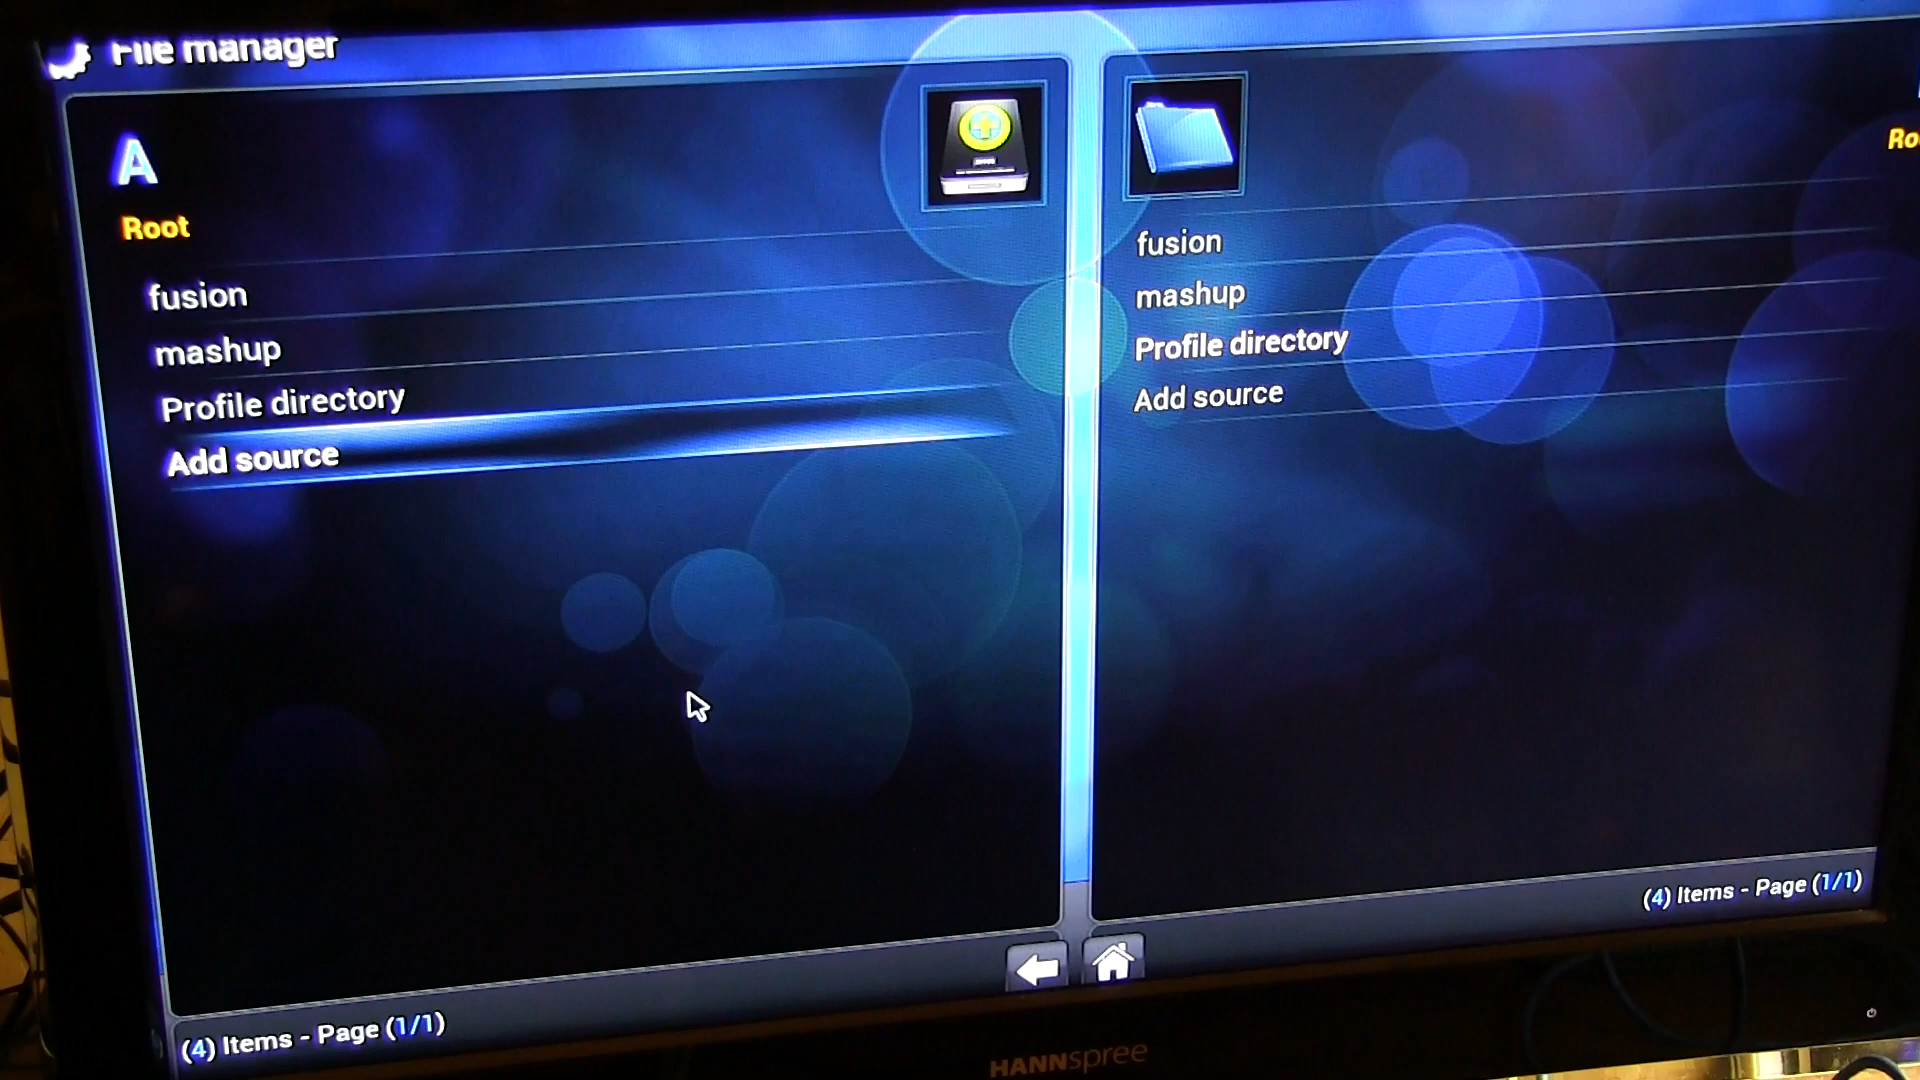 File manager
A
Root
fusion
mashup
Profile directory
Add source
(4) Items - Page (1/1)
fusion
mashup
Profile directory
Add source
(4) Items - Page (1/1)
HANNspree